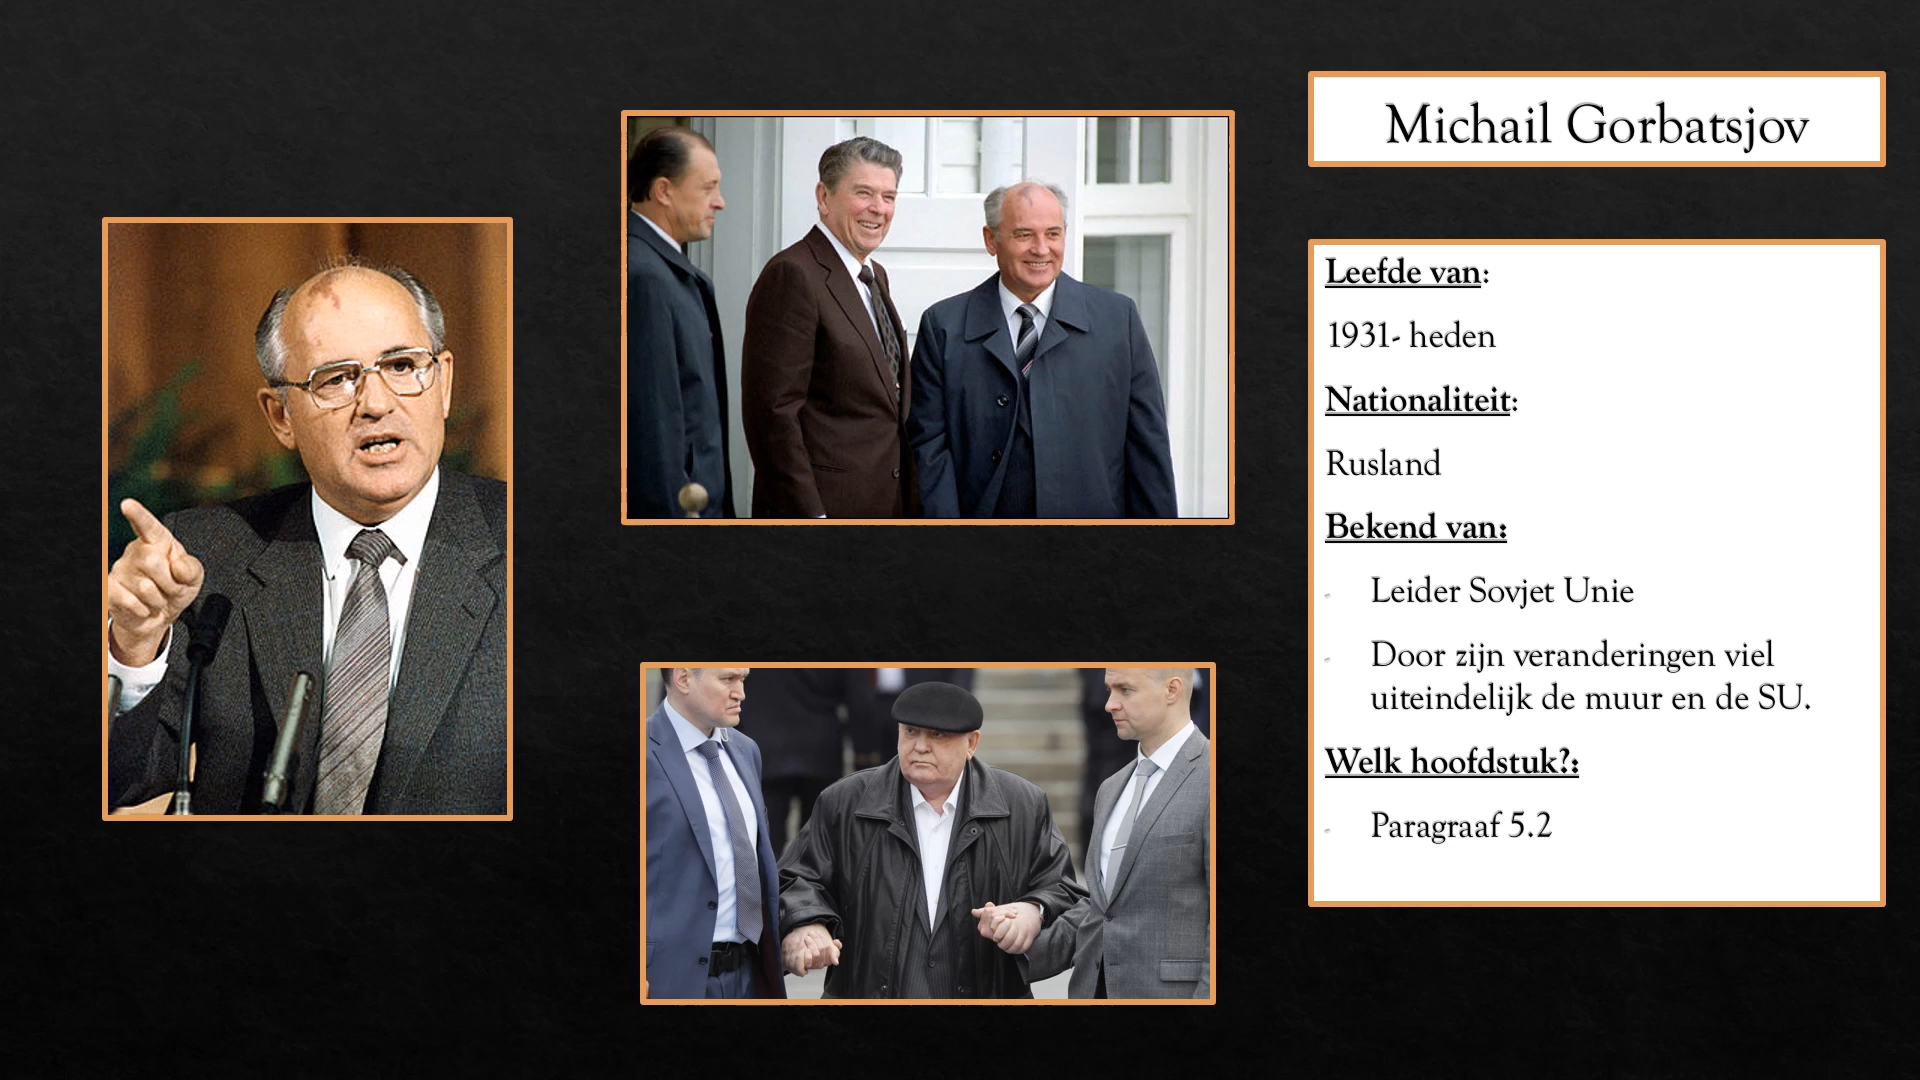 Michail Gorbatsjov
Leefde van:
1931- heden
Nationaliteit:
Rusland
Bekend van:
- Leider Sovjet Unie
- Door zijn veranderingen viel
uiteindelijk de muur en de SU.
Welk hoofdstuk?:
- Paragraaf 5.2